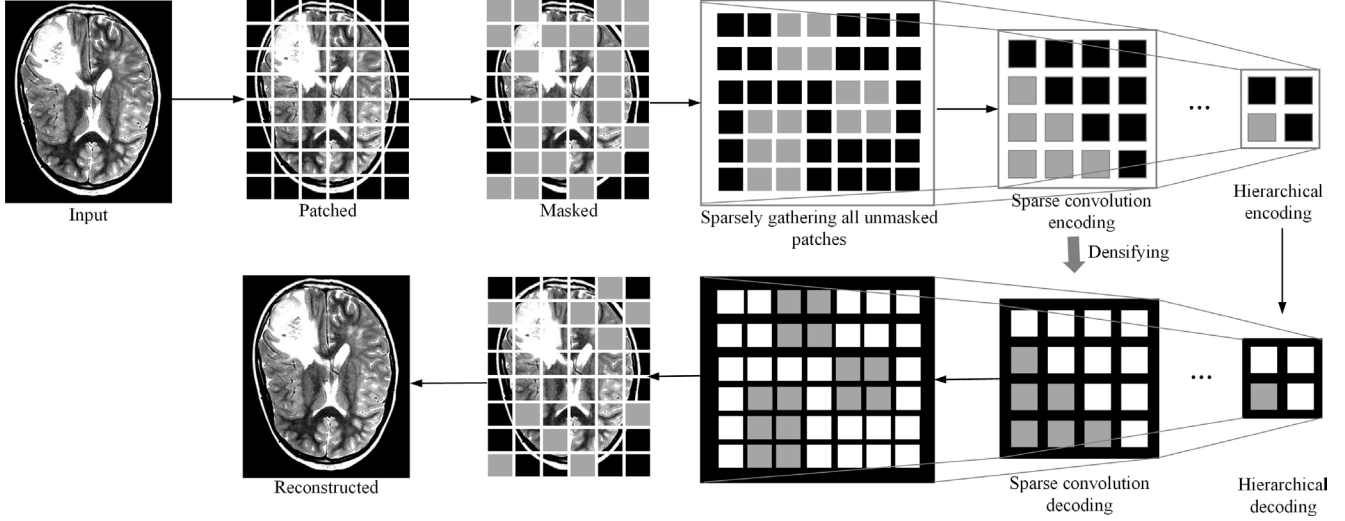 Input
Patched
Masked
Sparsely gathering all unmasked
patches
Sparse convolution
encoding
Hierarchical
encoding
...
Densifying
...
Reconstructed
Sparse convolution
decoding
Hierarchical
decoding